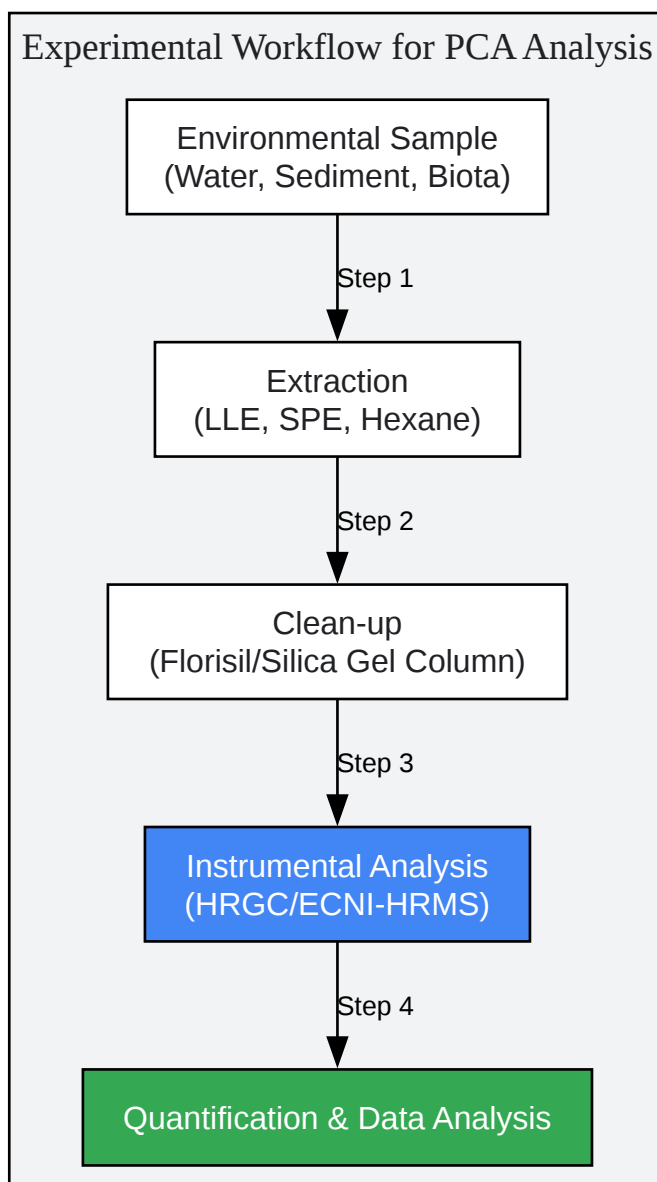 Experimental Workflow for PCA Analysis
Environmental Sample
(Water, Sediment, Biota)
Step 1
Extraction
(LLE, SPE, Hexane)
Step 2
Clean-up
(Florisil/Silica Gel Column)
Step 3
Instrumental Analysis
(HRGC/ECNI-HRMS)
Step 4
Quantification & Data Analysis